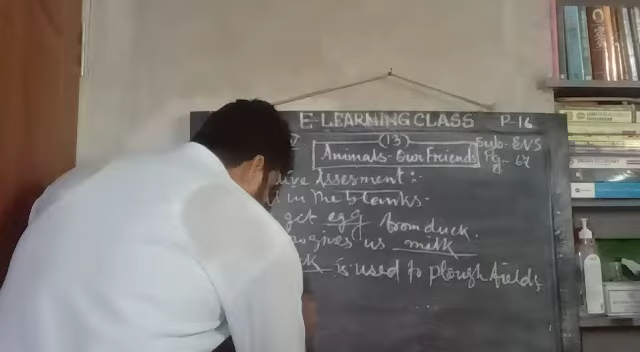 E-LEARNING CLASS P-16
V (13) Sub-EVS
Animals-Our Friends Pg-67
ive Assesment:-
in the blanks-
get egg from duck.
gives us milk
is used to plough fields